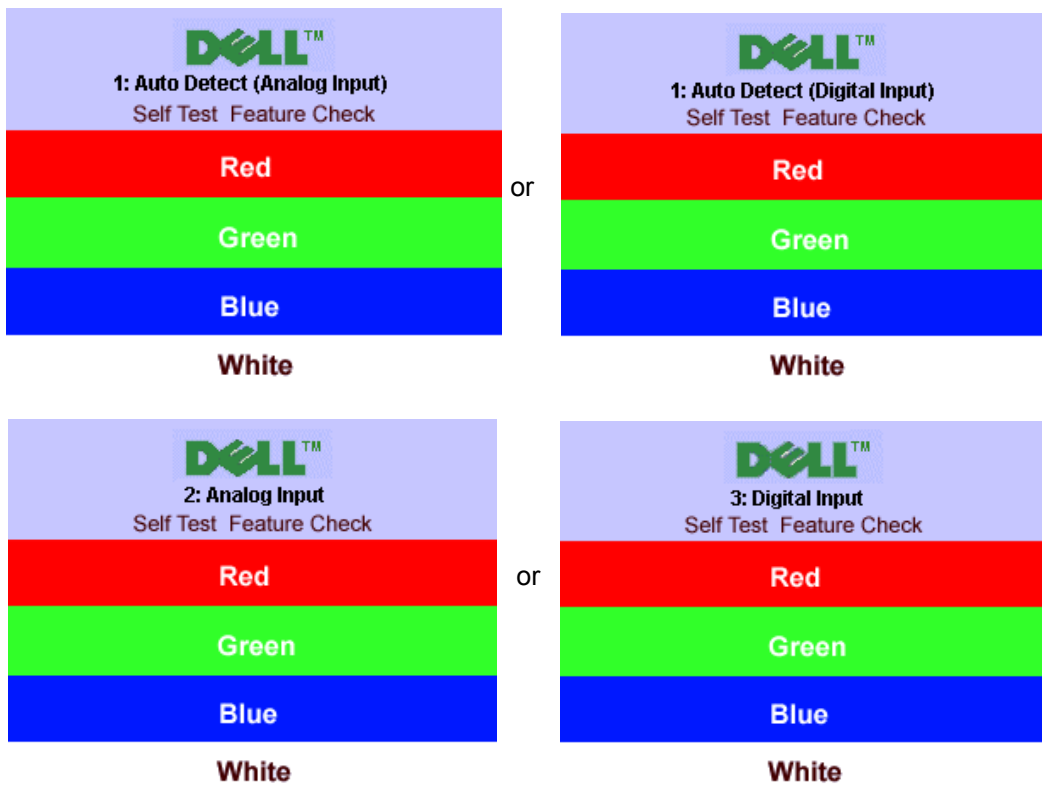 DELL™
1: Auto Detect (Analog Input)
Self Test Feature Check
Red
Green
Blue
White
or
DELL™
1: Auto Detect (Digital Input)
Self Test Feature Check
Red
Green
Blue
White
DELL™
2: Analog Input
Self Test Feature Check
Red
Green
Blue
White
or
DELL™
3: Digital Input
Self Test Feature Check
Red
Green
Blue
White